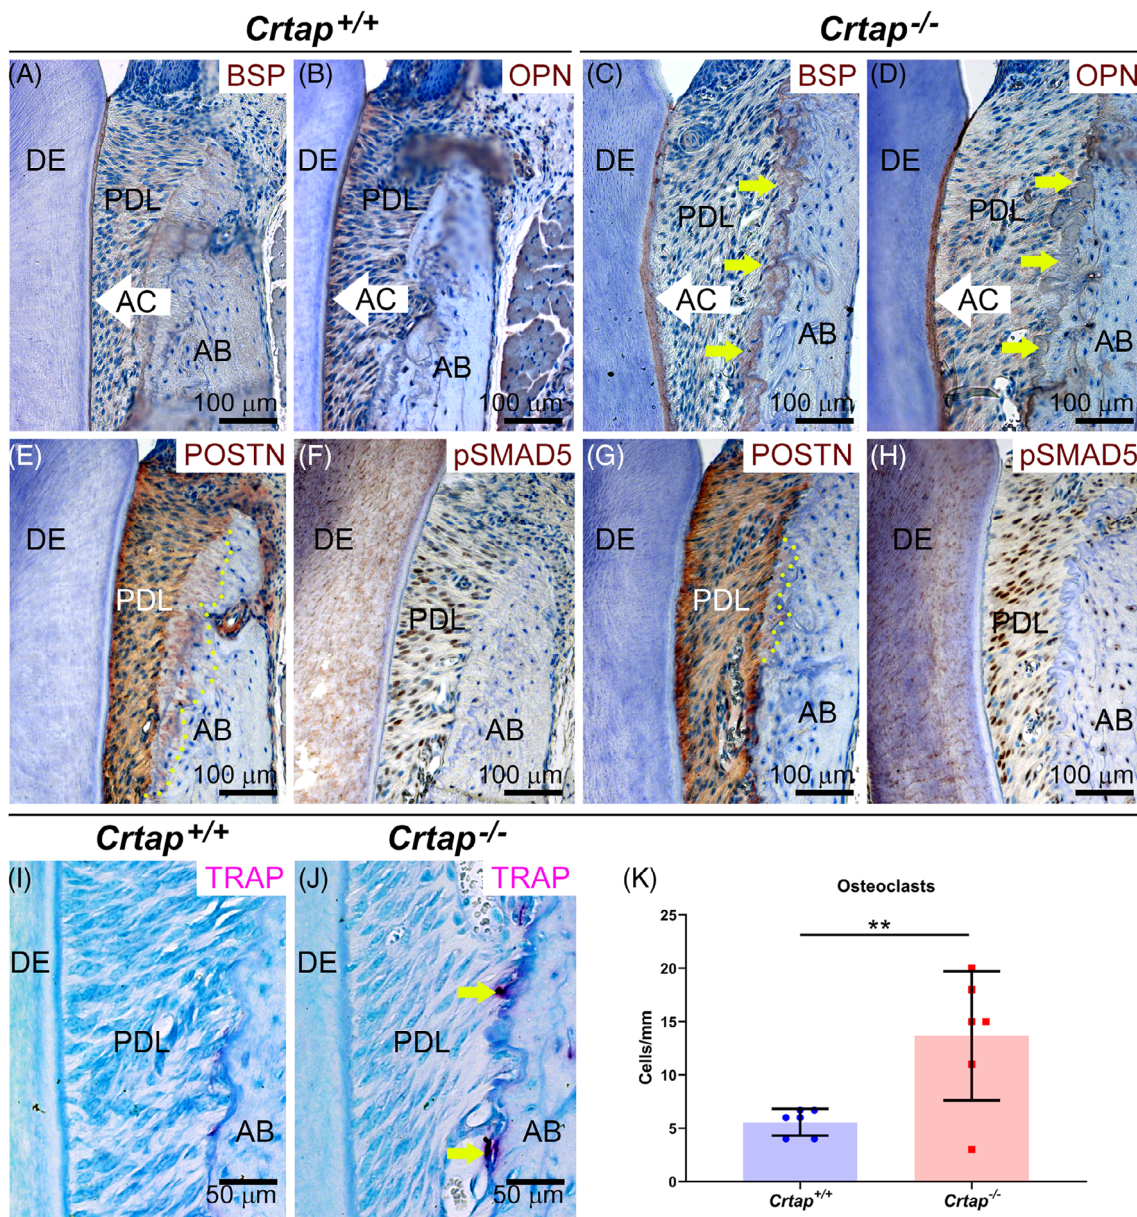 Crtap+/+
Crtap-/-
(A)
BSP
(B)
OPN
(C)
BSP
(D)
OPN
DE
PDL
AC
AB
100 μm
DE
PDL
AC
AB
100 μm
DE
PDL
AC
AB
100 μm
DE
PDL
AC
AB
100 μm
(E)
POSTN
(F)
pSMAD5
(G)
POSTN
(H)
pSMAD5
DE
PDL
AB
100 μm
DE
PDL
AB
100 μm
DE
PDL
AB
100 μm
DE
PDL
AB
100 μm
Crtap+/+
Crtap-/-
(I)
TRAP
(J)
TRAP
DE
PDL
AB
50 μm
DE
PDL
AB
50 μm
(K)
Osteoclasts
**
Cells/mm
25
20
15
10
5
0
Crtap+/+
Crtap-/-